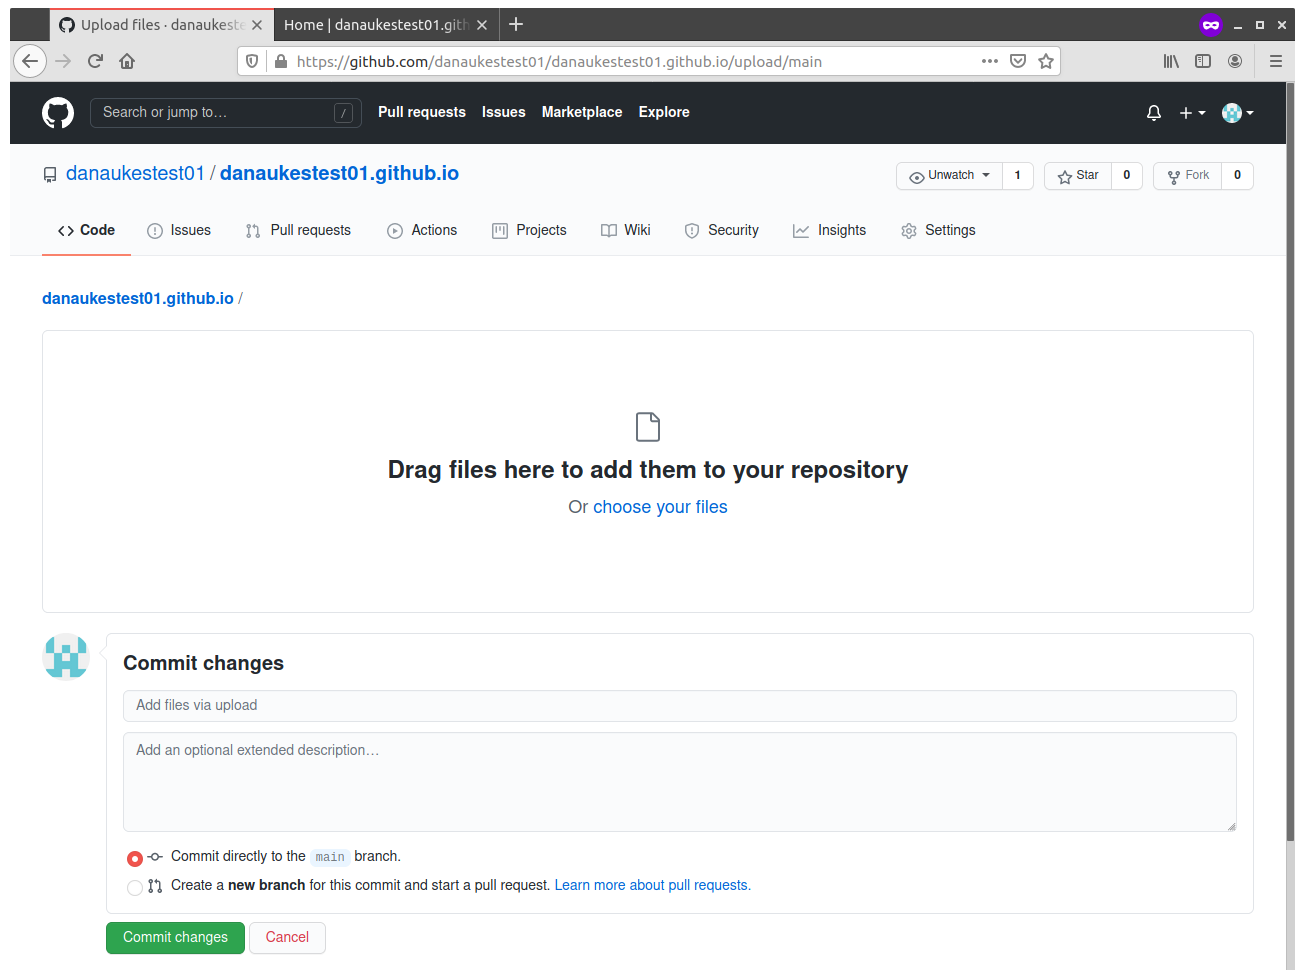 Upload files · danaukeste
Home | danaukestest01.gith
https://github.com/danaukestest01/danaukestest01.github.io/upload/main
Search or jump to…
/
Pull requests
Issues
Marketplace
Explore
danaukestest01 / danaukestest01.github.io
Unwatch 1
Star 0
Fork 0
Code
Issues
Pull requests
Actions
Projects
Wiki
Security
Insights
Settings
danaukestest01.github.io /
Drag files here to add them to your repository
Or choose your files
Commit changes
Add files via upload
Add an optional extended description…
Commit directly to the main branch.
Create a new branch for this commit and start a pull request. Learn more about pull requests.
Commit changes
Cancel